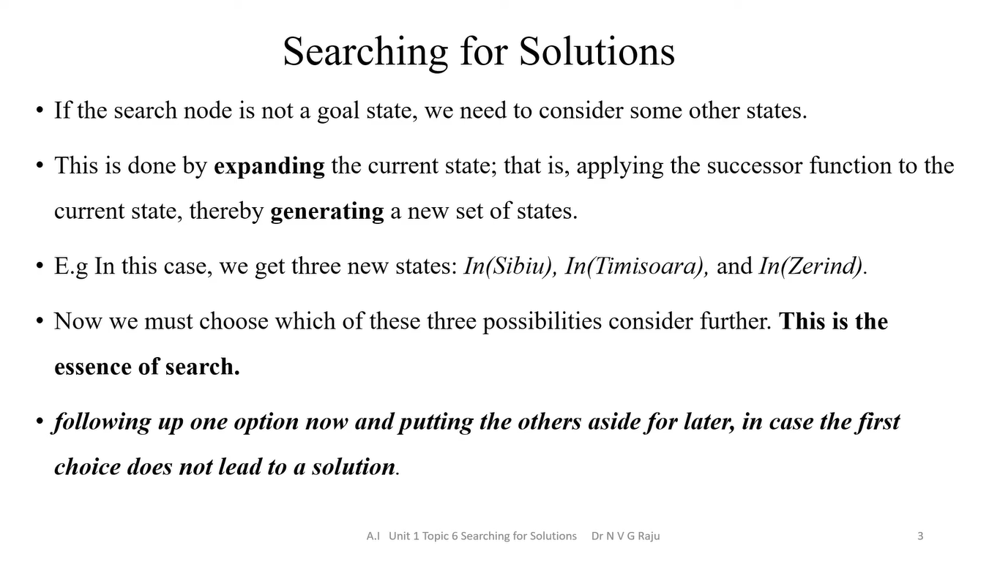 Searching for Solutions
• If the search node is not a goal state, we need to consider some other states.
• This is done by expanding the current state; that is, applying the successor function to the
current state, thereby generating a new set of states.
• E.g In this case, we get three new states: In(Sibiu), In(Timisoara), and In(Zerind).
• Now we must choose which of these three possibilities consider further. This is the
essence of search.
• following up one option now and putting the others aside for later, in case the first
choice does not lead to a solution.
A.I Unit 1 Topic 6 Searching for Solutions Dr N V G Raju 3